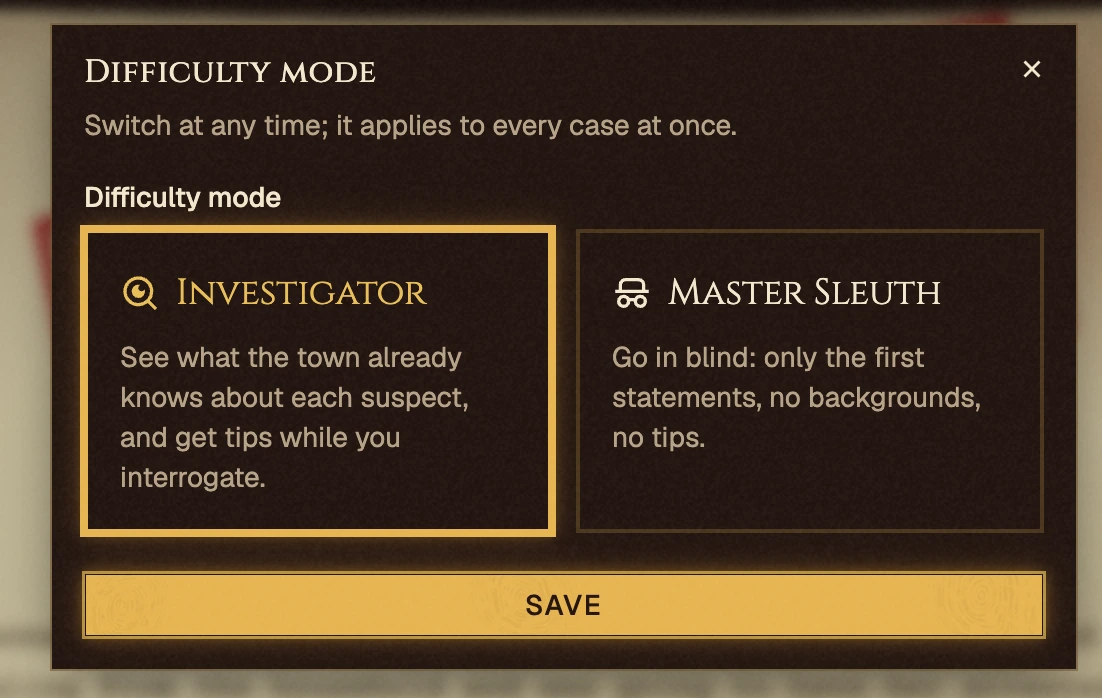 Difficulty mode
Switch at any time; it applies to every case at once.
Difficulty mode
Investigator
See what the town already
knows about each suspect,
and get tips while you
interrogate.
Master Sleuth
Go in blind: only the first
statements, no backgrounds,
no tips.
SAVE